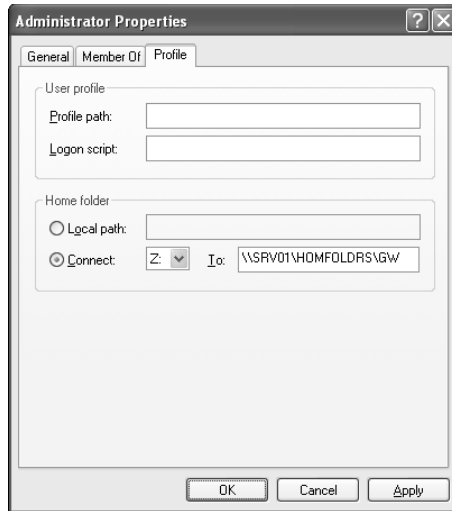 Administrator Properties
General Member Of Profile
User profile
Profile path:
Logon script:
Home folder
Local path:
Connect: Z: To: \\SRV01\HOMFOLDRS\GW
OK Cancel Apply